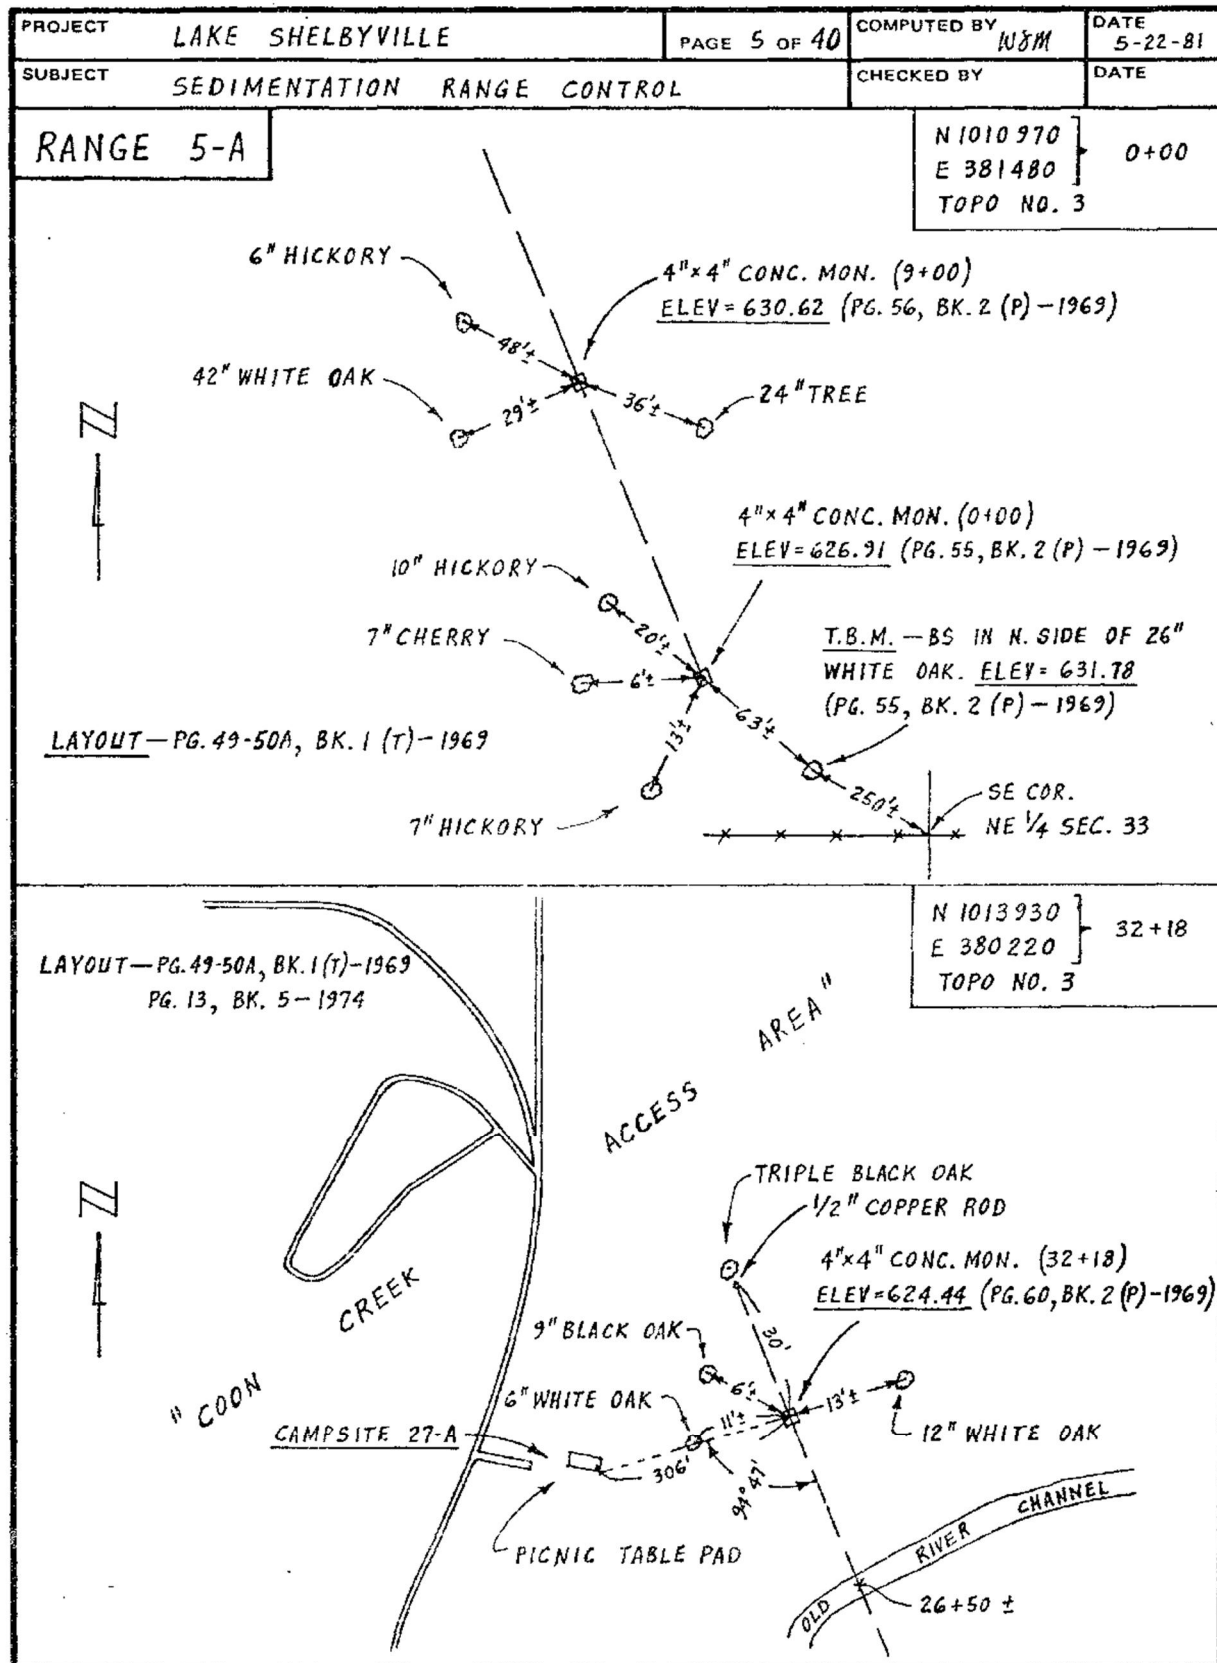 PROJECT LAKE SHELBYVILLE
PAGE 5 OF 40
COMPUTED BY WSM
DATE 5-22-81
SUBJECT SEDIMENTATION RANGE CONTROL
CHECKED BY
DATE
RANGE 5-A
N 1010970
E 381480
0+00
TOPO NO. 3
6" HICKORY
4"x4" CONC. MON. (9+00)
ELEV=630.62 (PG. 56, BK. 2 (P)-1969)
48'±
42" WHITE OAK
29'±
36'±
24" TREE
N
4"x4" CONC. MON. (0+00)
ELEV=626.91 (PG. 55, BK. 2 (P)-1969)
10" HICKORY
20'±
7" CHERRY
6'±
T.B.M. — BS IN N. SIDE OF 26"
WHITE OAK. ELEV= 631.78
(PG. 55, BK. 2 (P)-1969)
63'±
13'±
LAYOUT — PG. 49-50A, BK. 1 (T)-1969
250'±
7" HICKORY
SE COR.
NE 1/4 SEC. 33
N 1013930
E 380220
32+18
TOPO NO. 3
LAYOUT — PG. 49-50A, BK. 1 (T)-1969
PG. 13, BK. 5-1974
"COON CREEK ACCESS AREA"
N
TRIPLE BLACK OAK
1/2" COPPER ROD
4"x4" CONC. MON. (32+18)
ELEV=624.44 (PG. 60, BK. 2 (P)-1969)
30'
9" BLACK OAK
6'±
6" WHITE OAK
11'±
13'±
12" WHITE OAK
CAMPSITE 27-A
306'
94°47'
PICNIC TABLE PAD
OLD RIVER CHANNEL
26+50 ±